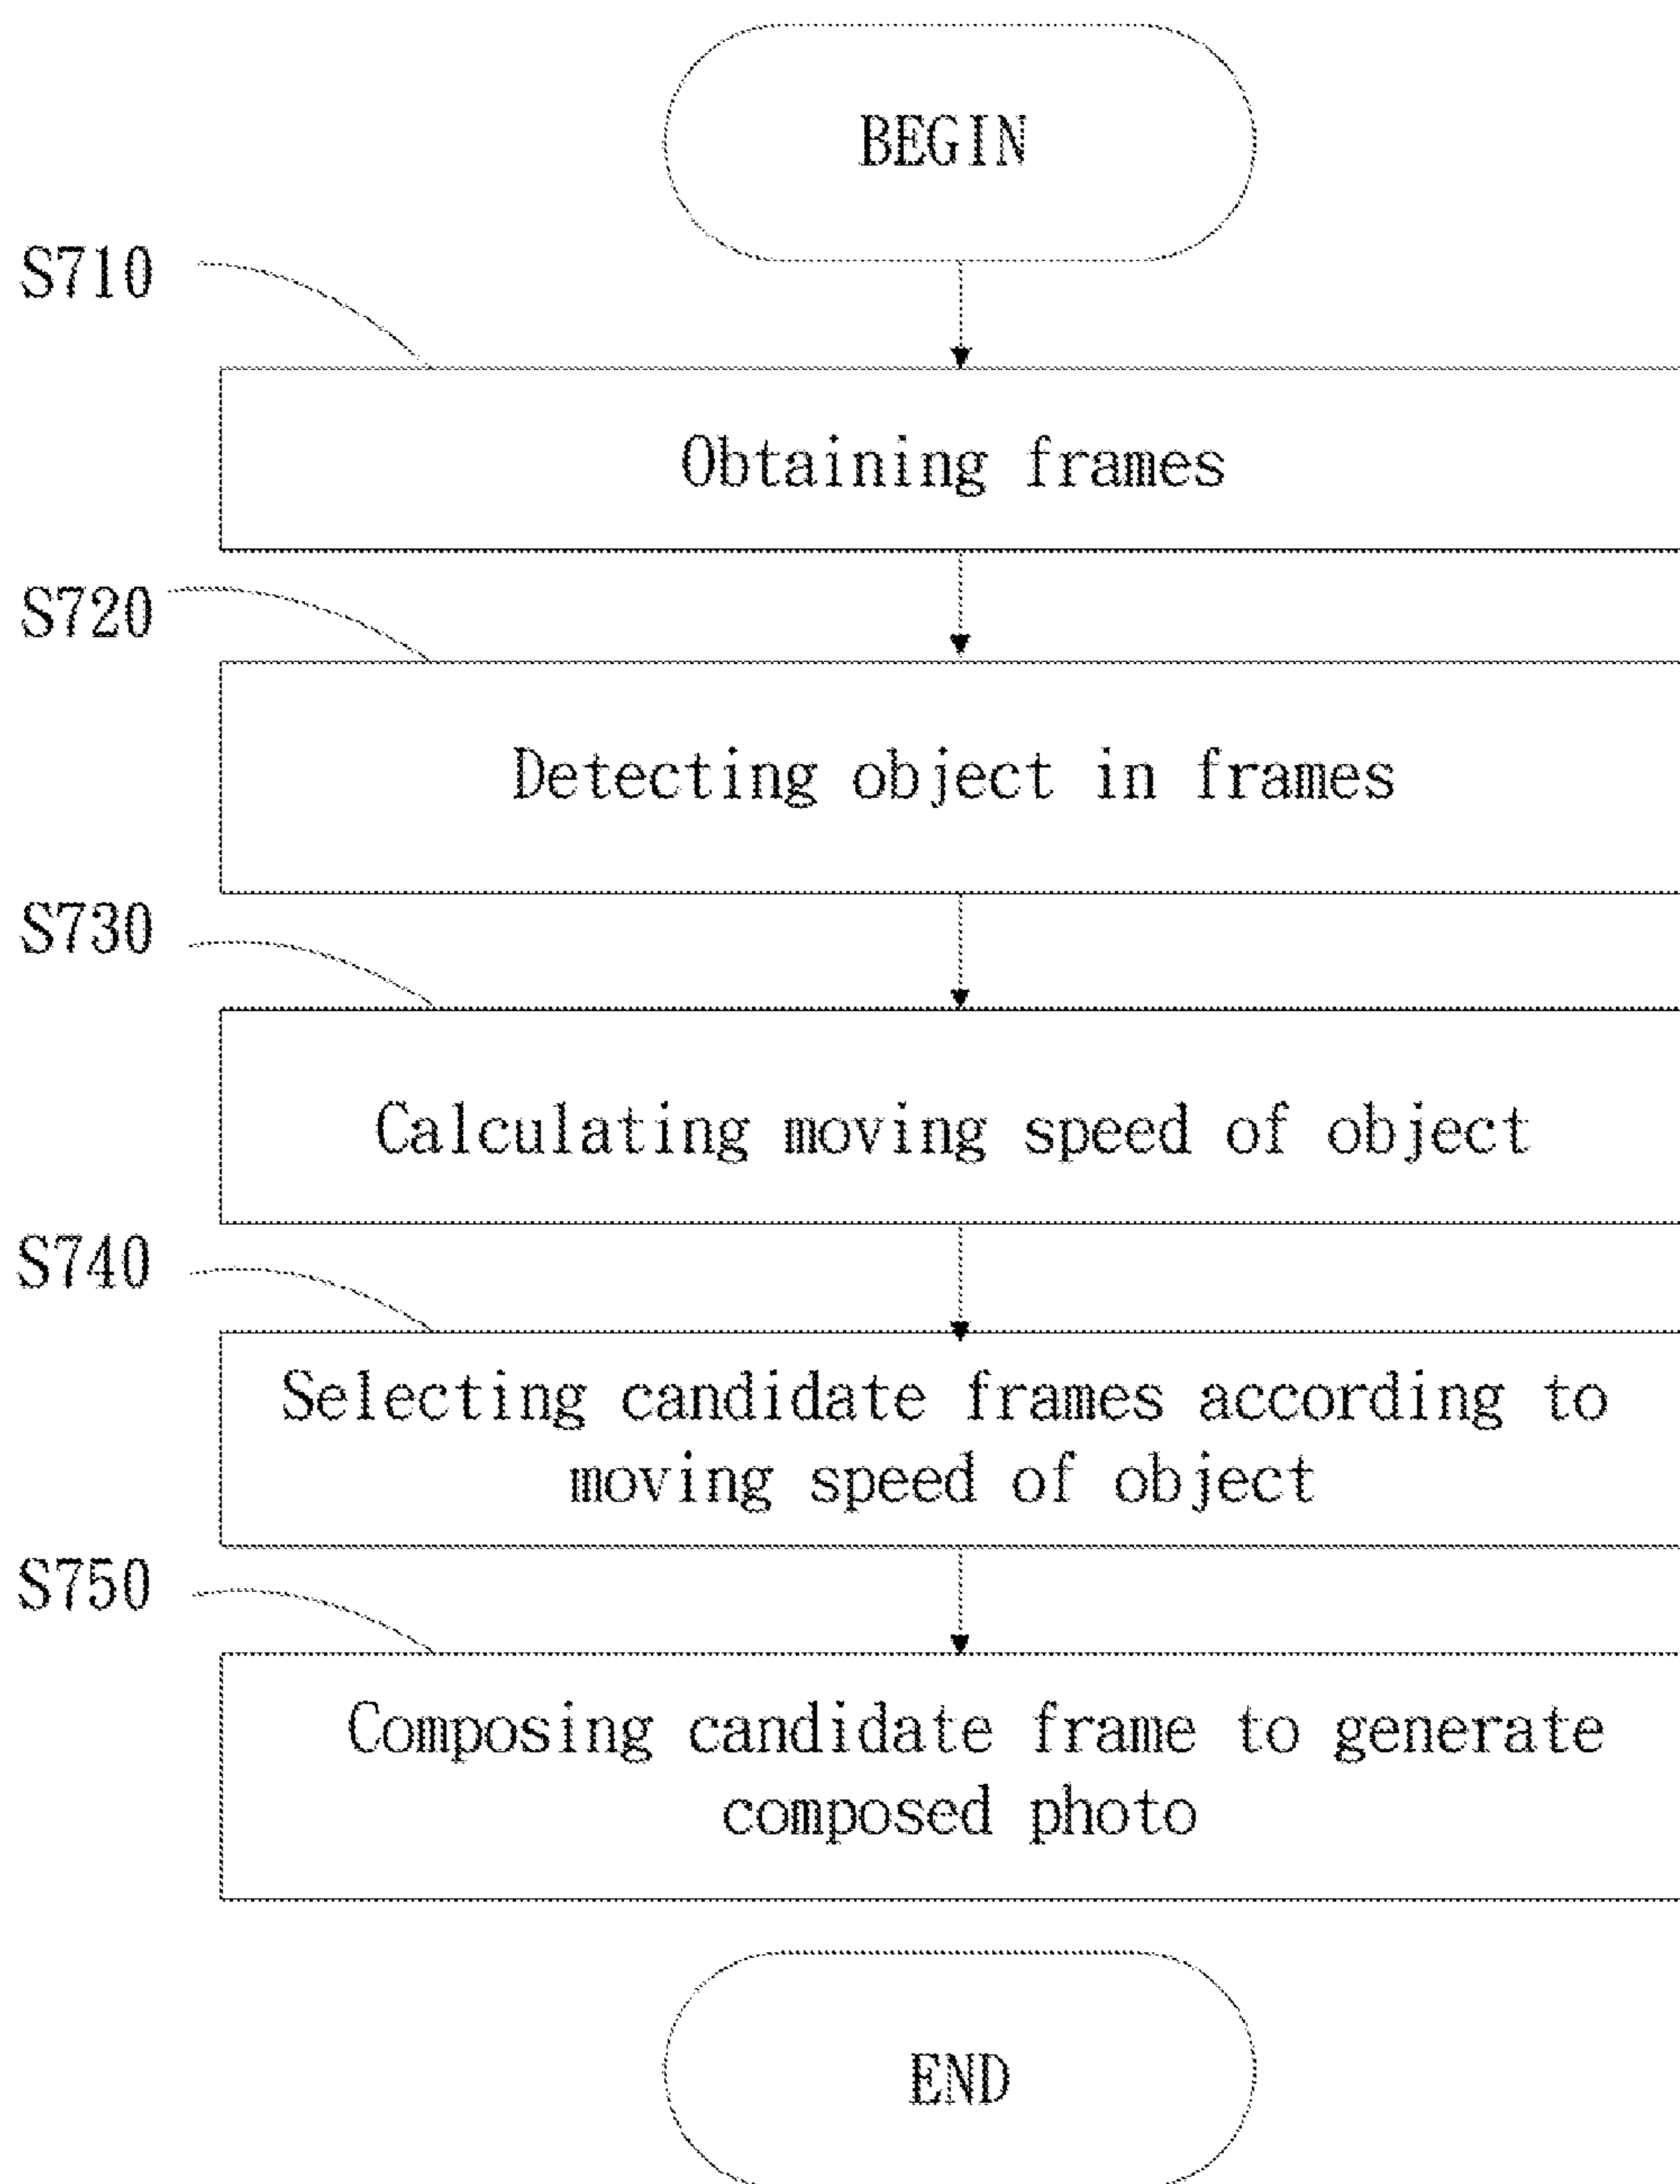 BEGIN
S710
Obtaining frames
S720
Detecting object in frames
S730
Calculating moving speed of object
S740
Selecting candidate frames according to
moving speed of object
S750
Composing candidate frame to generate
composed photo
END